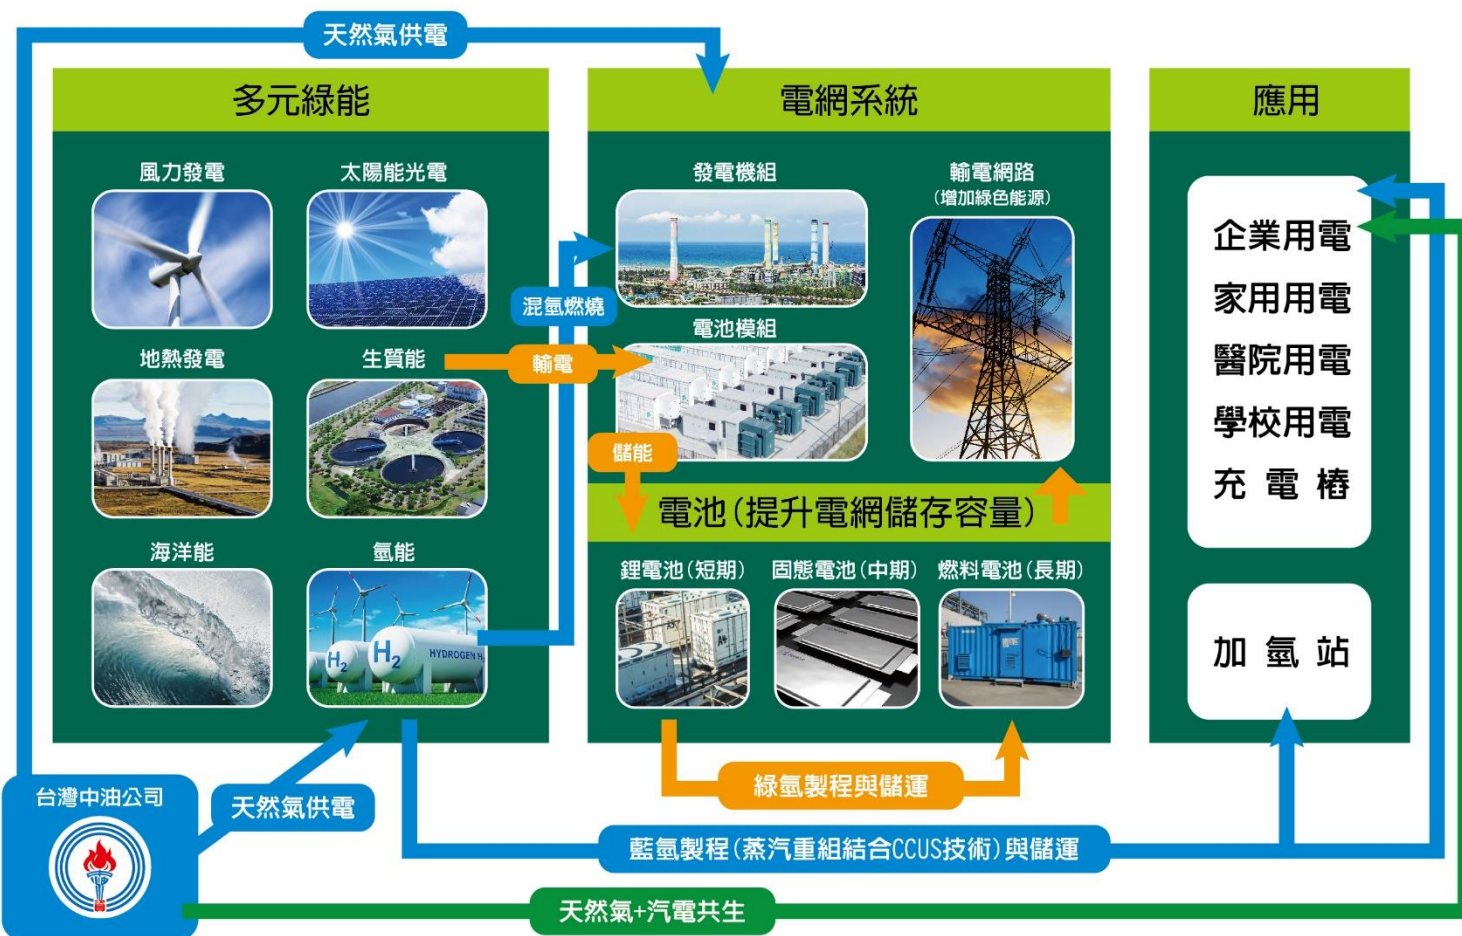 天然氣供電
多元綠能
電網系統
應用
風力發電
太陽能光電
發電機組
輸電網路
(增加綠色能源)
企業用電
家用用電
醫院用電
學校用電
充電樁
混氫燃燒
電池模組
地熱發電
生質能
輸電
儲能
電池(提升電網儲存容量)
海洋能
氫能
鋰電池(短期)
固態電池(中期)
燃料電池(長期)
H2
H2
HYDROGEN H2
加氫站
綠氫製程與儲運
台灣中油公司
天然氣供電
藍氫製程(蒸汽重組結合CCUS技術)與儲運
天然氣+汽電共生